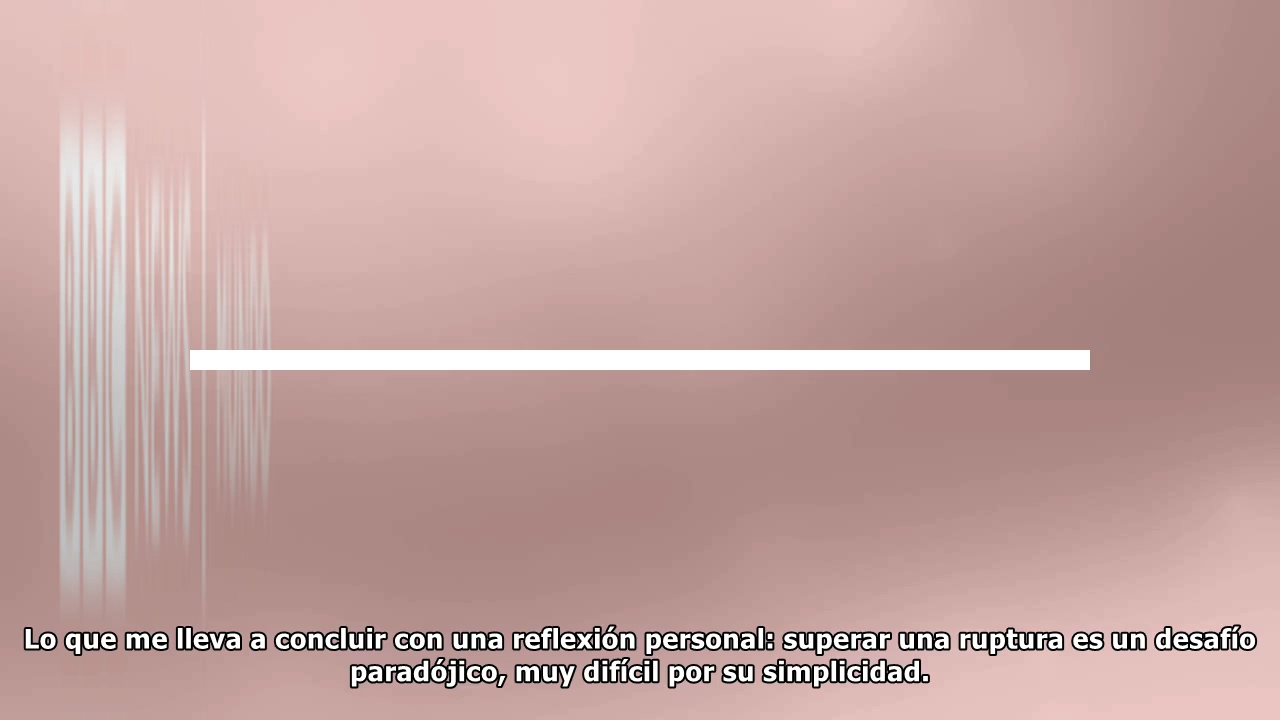 Lo que me lleva a concluir con una reflexión personal: superar una ruptura es un desafío
paradójico, muy difícil por su simplicidad.